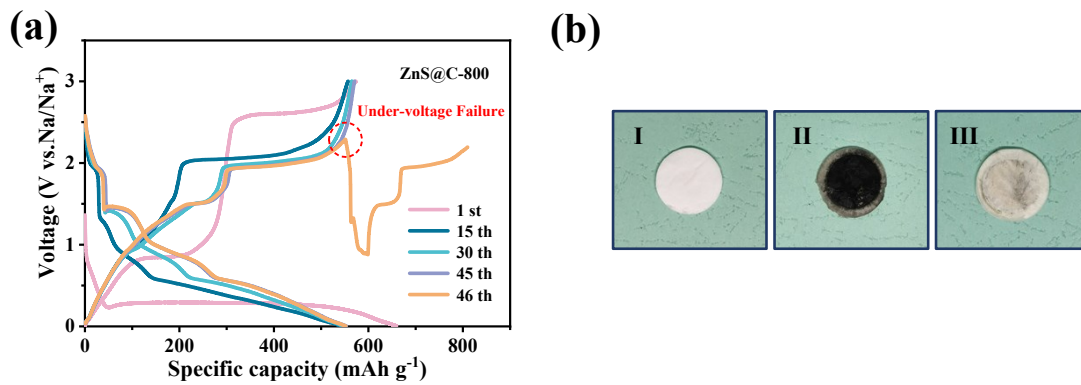 (a)
ZnS@C-800
Under-voltage Failure
Voltage (V vs.Na/Na⁺)
3
2
1
0
1 st
15 th
30 th
45 th
46 th
0
200
400
600
800
Specific capacity (mAh g⁻¹)
(b)
I
II
III